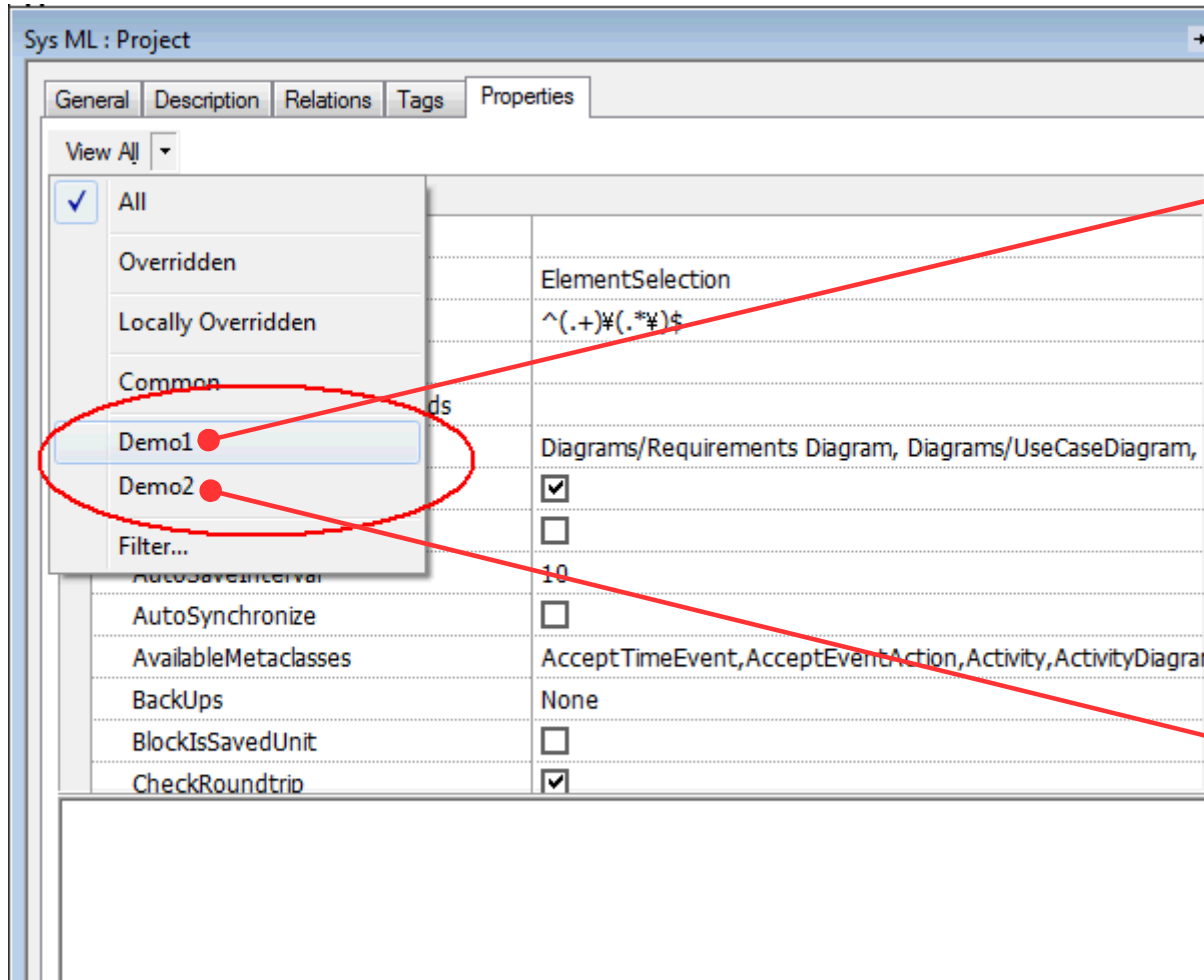 Sys ML : Project
General Description Relations Tags Properties
View All
All
Overridden
ElementSelection
Locally Overridden
^(.+)¥(.*¥)$
Common
ds
Demo1
Diagrams/Requirements Diagram, Diagrams/UseCaseDiagram,
Demo2
Filter...
AutoSaveInterval 10
AutoSynchronize
AvailableMetaclasses AcceptTimeEvent,AcceptEventAction,Activity,ActivityDiagra
BackUps None
BlockIsSavedUnit
CheckRoundtrip